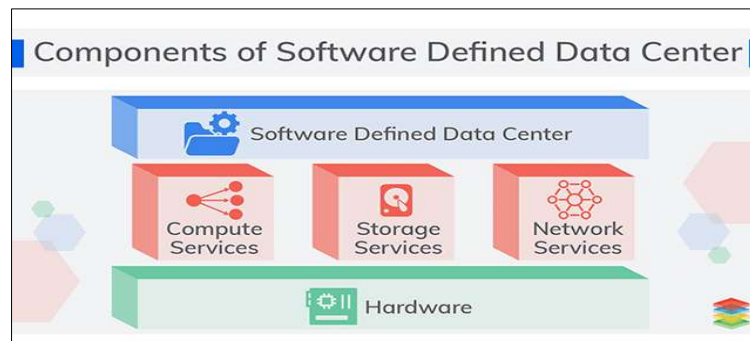 Components of Software Defined Data Center
Software Defined Data Center
Compute
Services
Storage
Services
Network
Services
Hardware